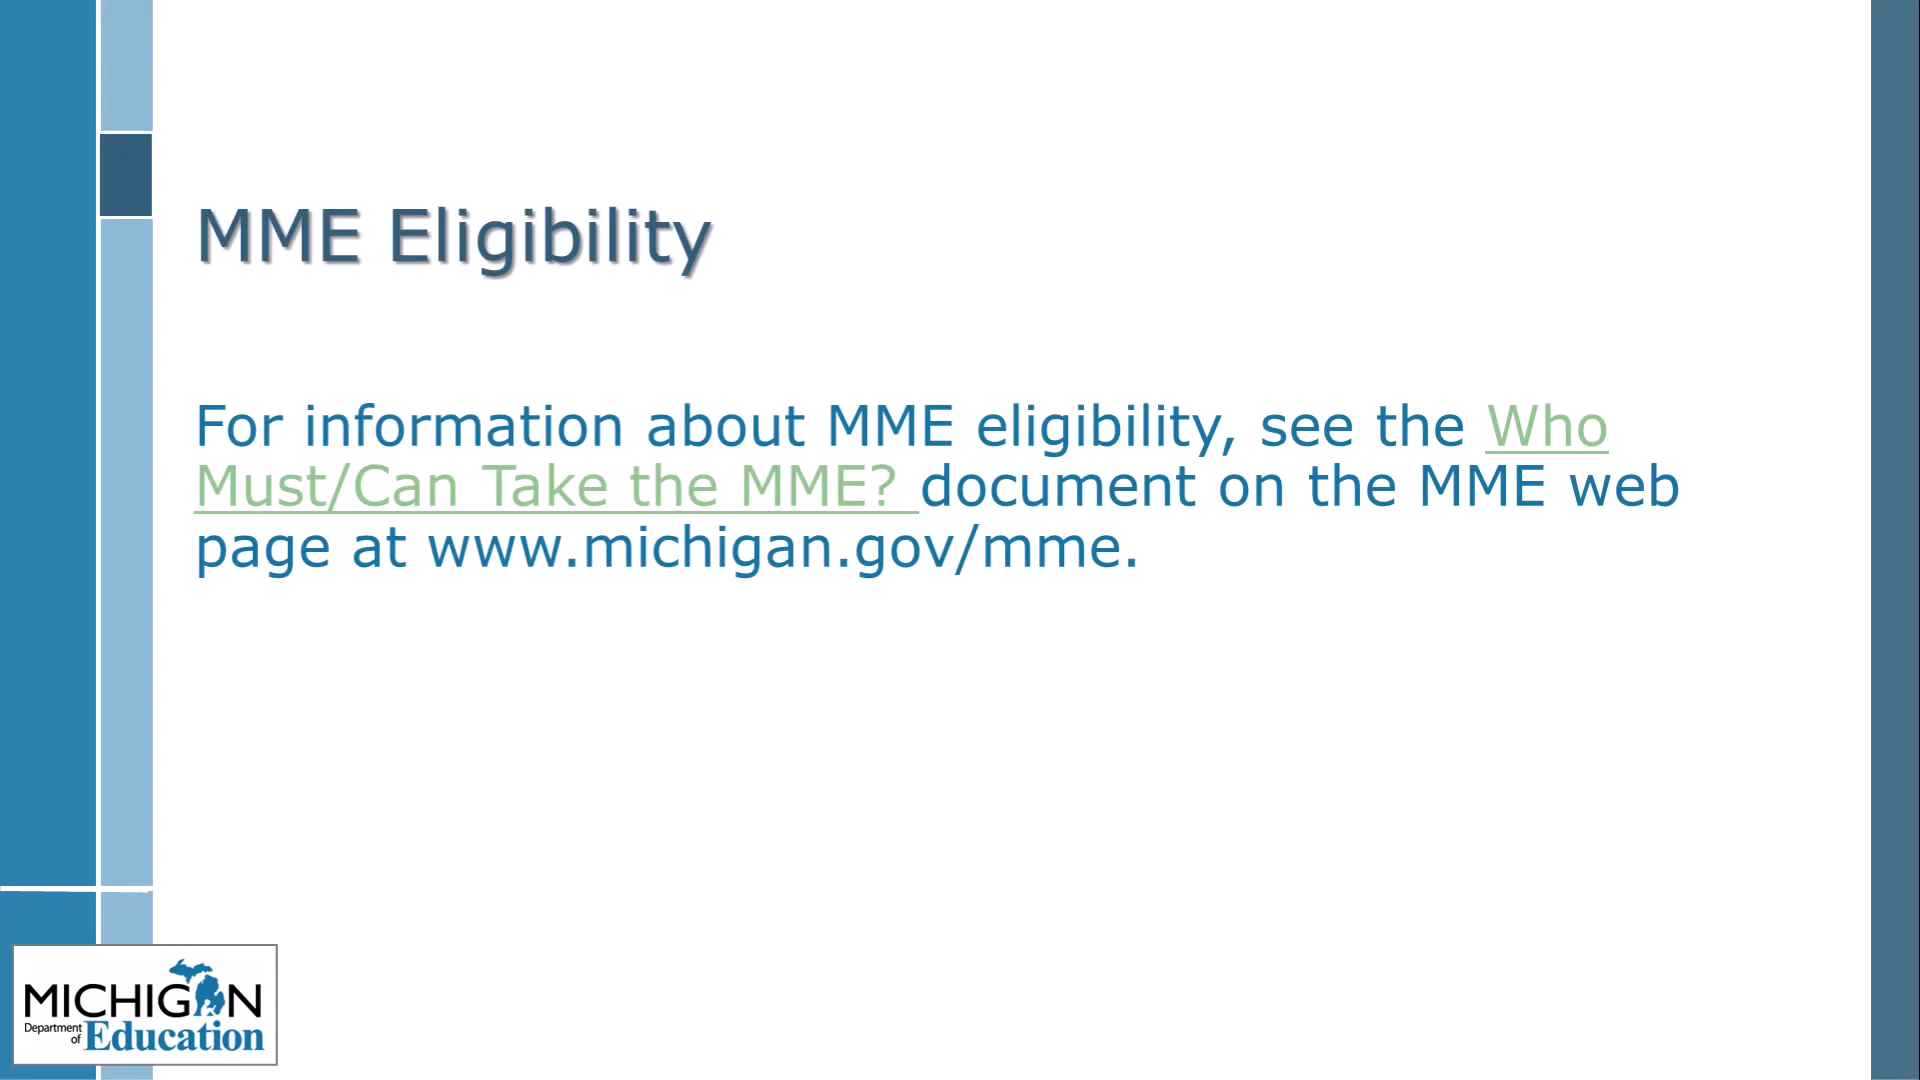 MME Eligibility
For information about MME eligibility, see the Who
Must/Can Take the MME? document on the MME web
page at www.michigan.gov/mme.
MICHIGAN
Department
of Education